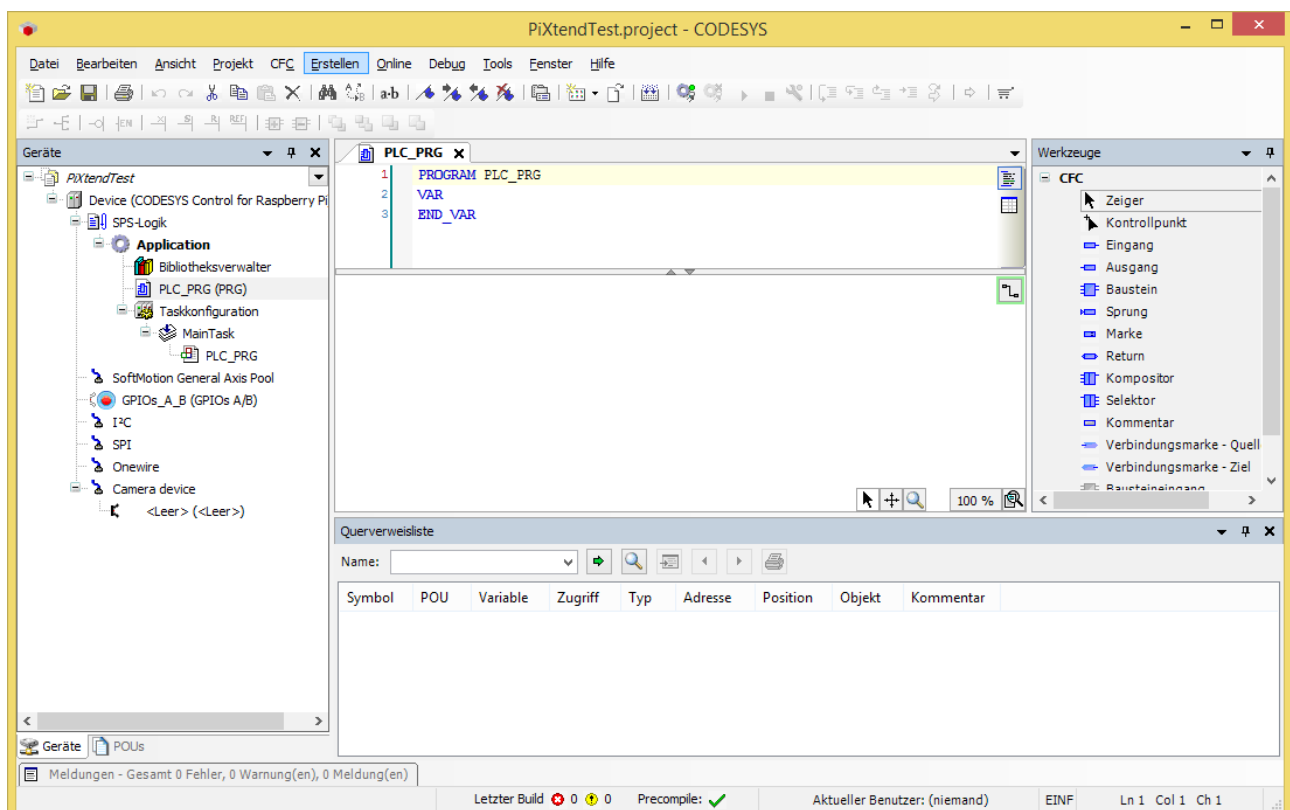 PiXtendTest.project - CODESYS
Datei Bearbeiten Ansicht Projekt CFC Erstellen Online Debug Tools Fenster Hilfe
Geräte
PiXtendTest
Device (CODESYS Control for Raspberry Pi
SPS-Logik
Application
Bibliotheksverwalter
PLC_PRG (PRG)
Taskkonfiguration
MainTask
PLC_PRG
SoftMotion General Axis Pool
GPIOs_A_B (GPIOs A/B)
I²C
SPI
Onewire
Camera device
<Leer> (<Leer>)
Geräte POUs
PLC_PRG
1 PROGRAM PLC_PRG
2 VAR
3 END_VAR
100 %
Werkzeuge
CFC
Zeiger
Kontrollpunkt
Eingang
Ausgang
Baustein
Sprung
Marke
Return
Kompositor
Selektor
Kommentar
Verbindungsmarke - Quell
Verbindungsmarke - Ziel
Bausteineingang
Querverweisliste
Name:
Symbol POU Variable Zugriff Typ Adresse Position Objekt Kommentar
Meldungen - Gesamt 0 Fehler, 0 Warnung(en), 0 Meldung(en)
Letzter Build 0 0 Precompile: Aktueller Benutzer: (niemand) EINF Ln 1 Col 1 Ch 1